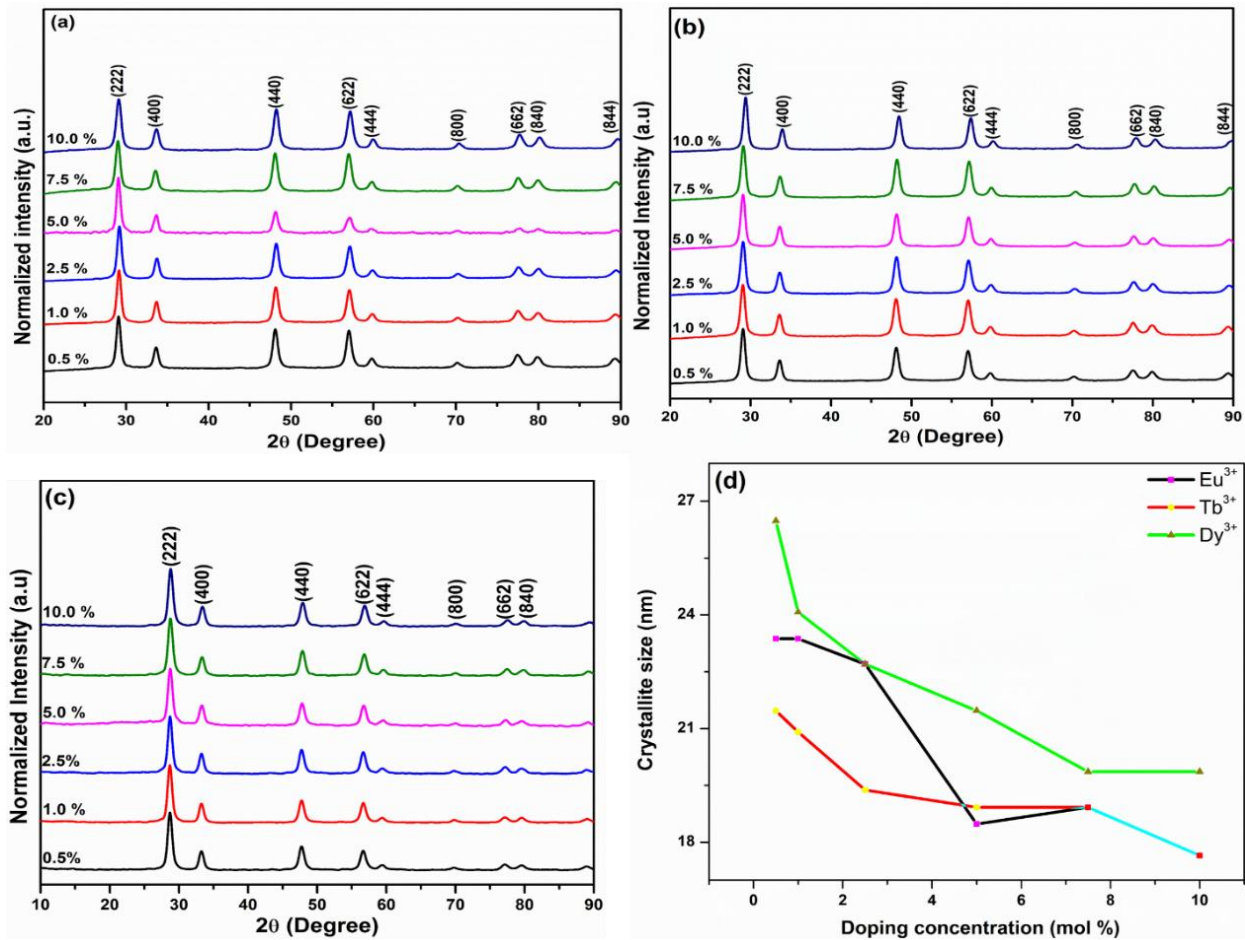 (a)
Normalized intensity (a.u.)
(222)
(400)
(440)
(622)
(444)
(800)
(662)
(840)
(844)
10.0 %
7.5 %
5.0 %
2.5 %
1.0 %
0.5 %
20 30 40 50 60 70 80 90
2θ (Degree)
(b)
Normalized Intensity (a.u)
(222)
(400)
(440)
(622)
(444)
(800)
(662)
(840)
(844)
10.0 %
7.5 %
5.0 %
2.5 %
1.0 %
0.5 %
20 30 40 50 60 70 80 90
2θ (Degree)
(c)
Normalized Intensity (a.u)
(222)
(400)
(440)
(622)
(444)
(800)
(662)
(840)
10.0 %
7.5 %
5.0 %
2.5%
1.0 %
0.5%
10 20 30 40 50 60 70 80 90
2θ (Degree)
(d)
Eu3+
Tb3+
Dy3+
Crystallite size (nm)
27
24
21
18
0 2 4 6 8 10
Doping concentration (mol %)